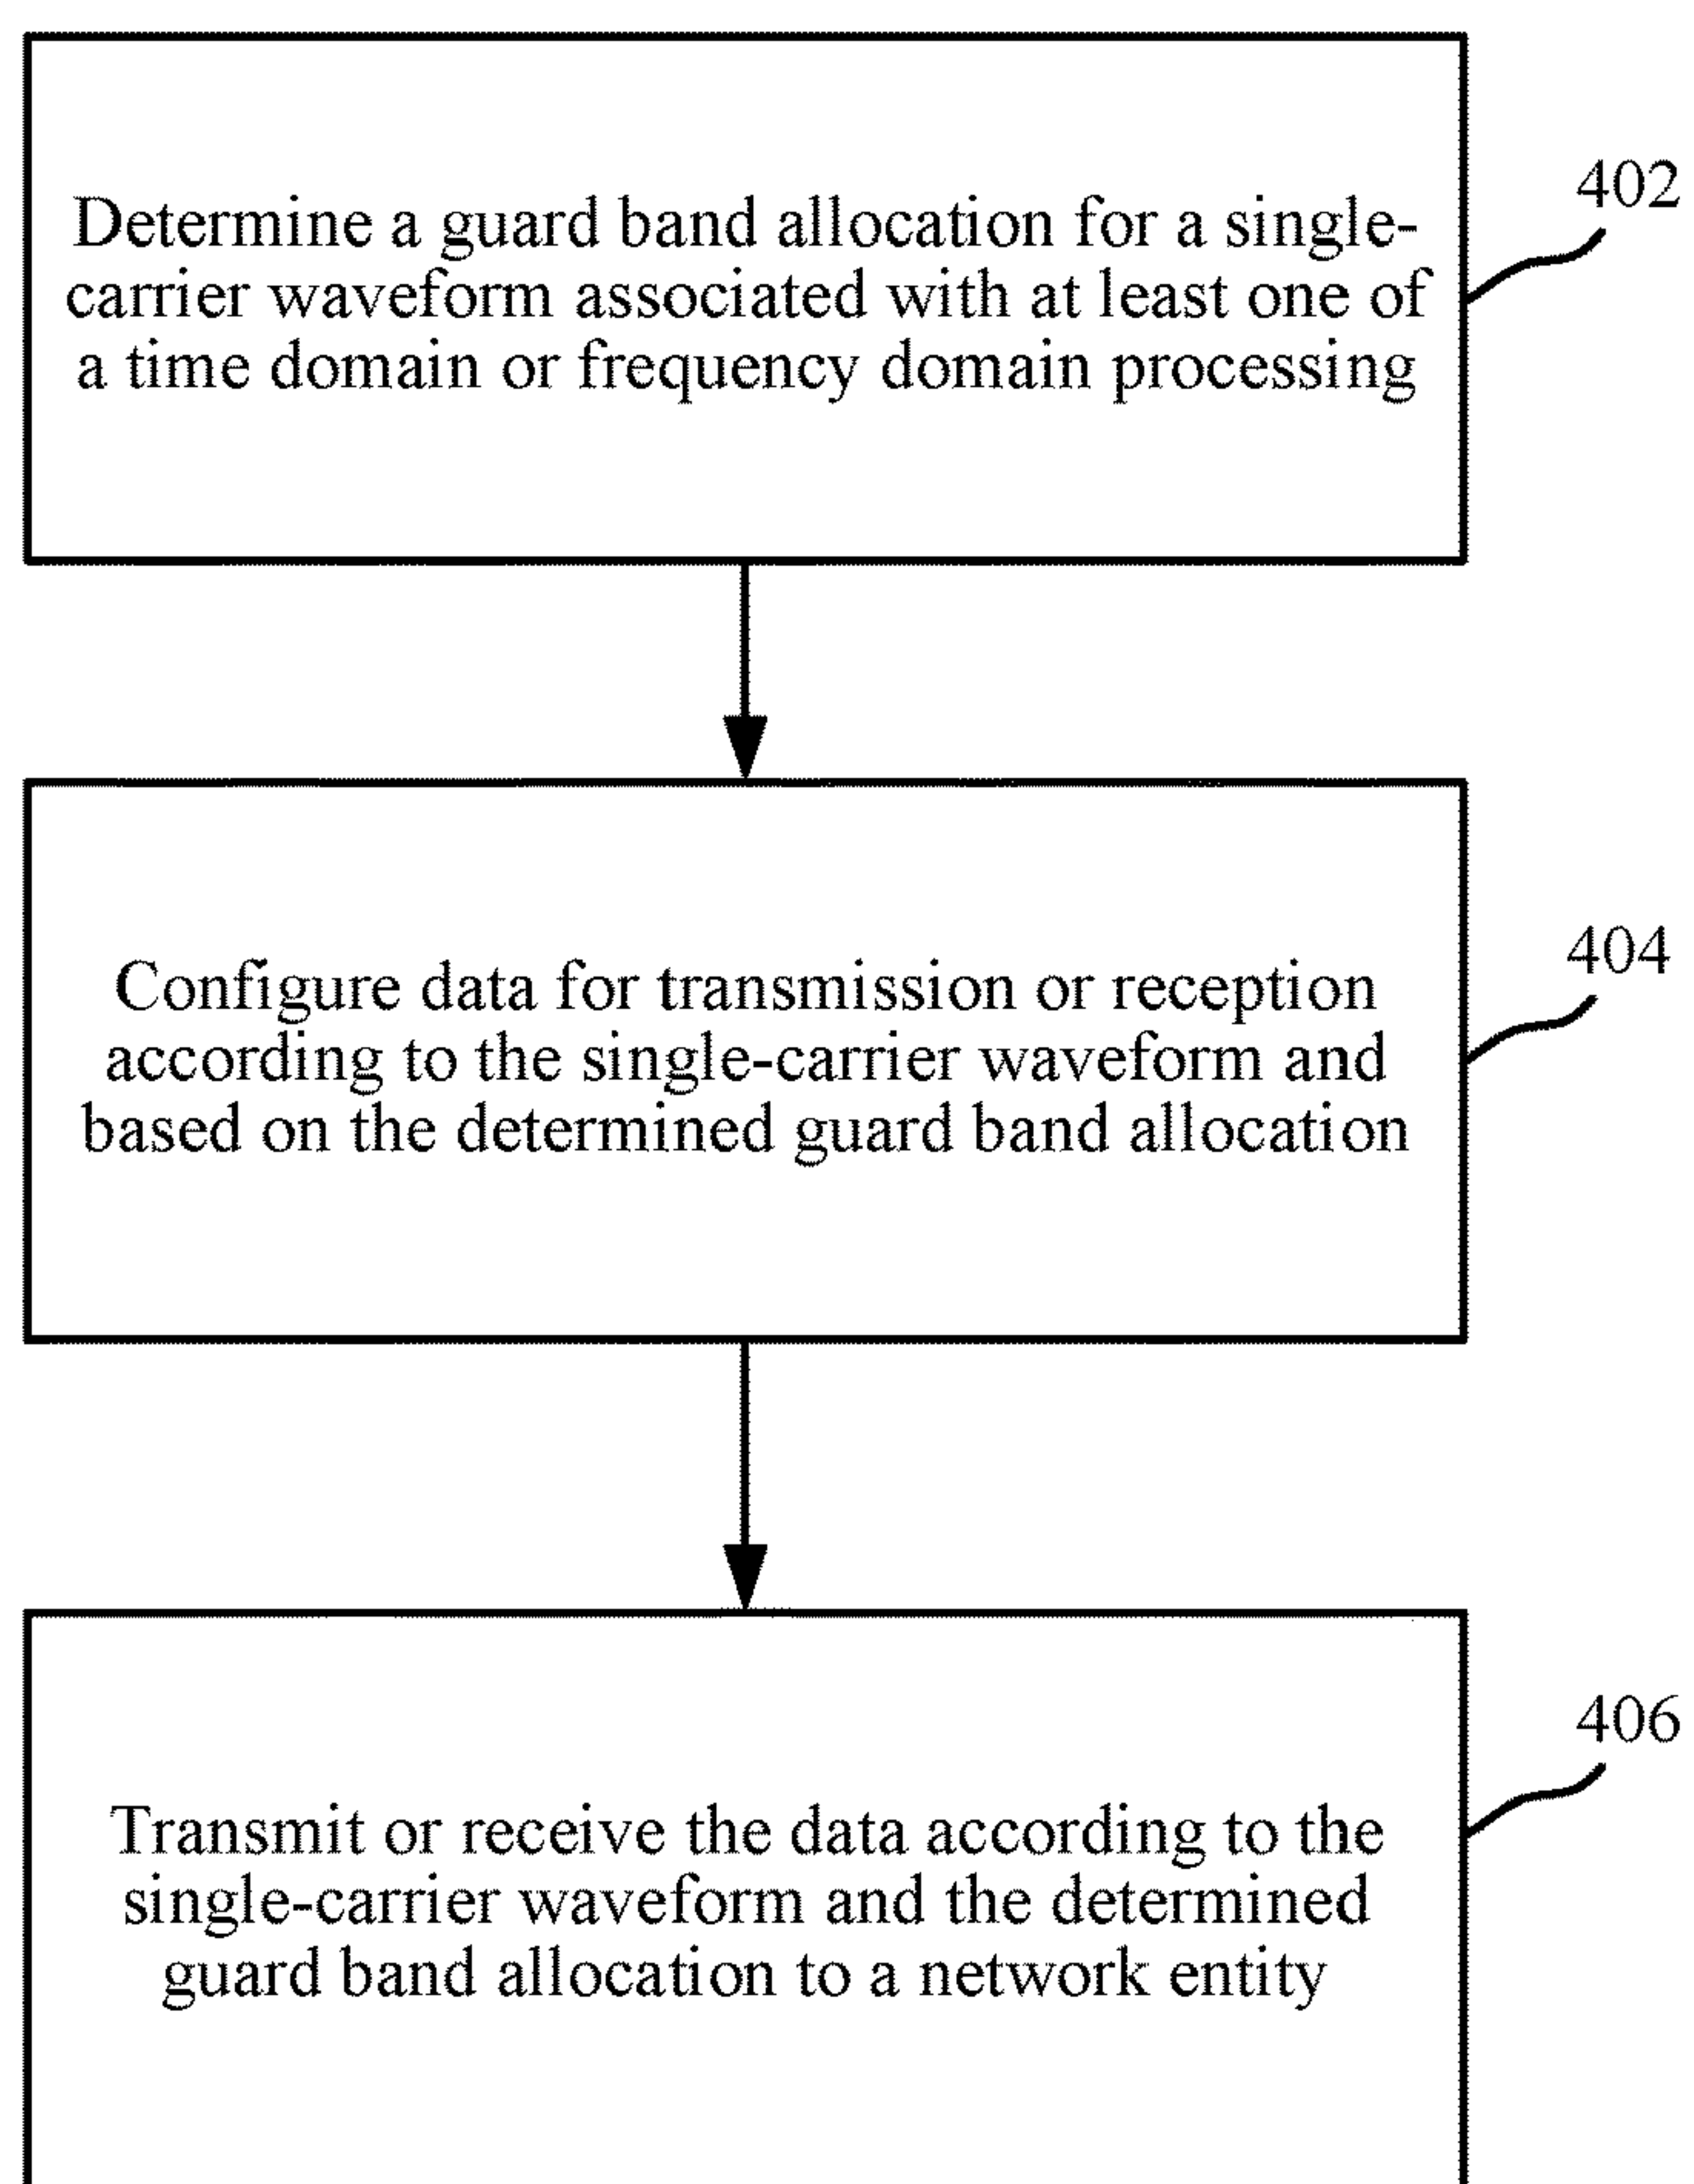 402
Determine a guard band allocation for a single-
carrier waveform associated with at least one of
a time domain or frequency domain processing
404
Configure data for transmission or reception
according to the single-carrier waveform and
based on the determined guard band allocation
406
Transmit or receive the data according to the
single-carrier waveform and the determined
guard band allocation to a network entity